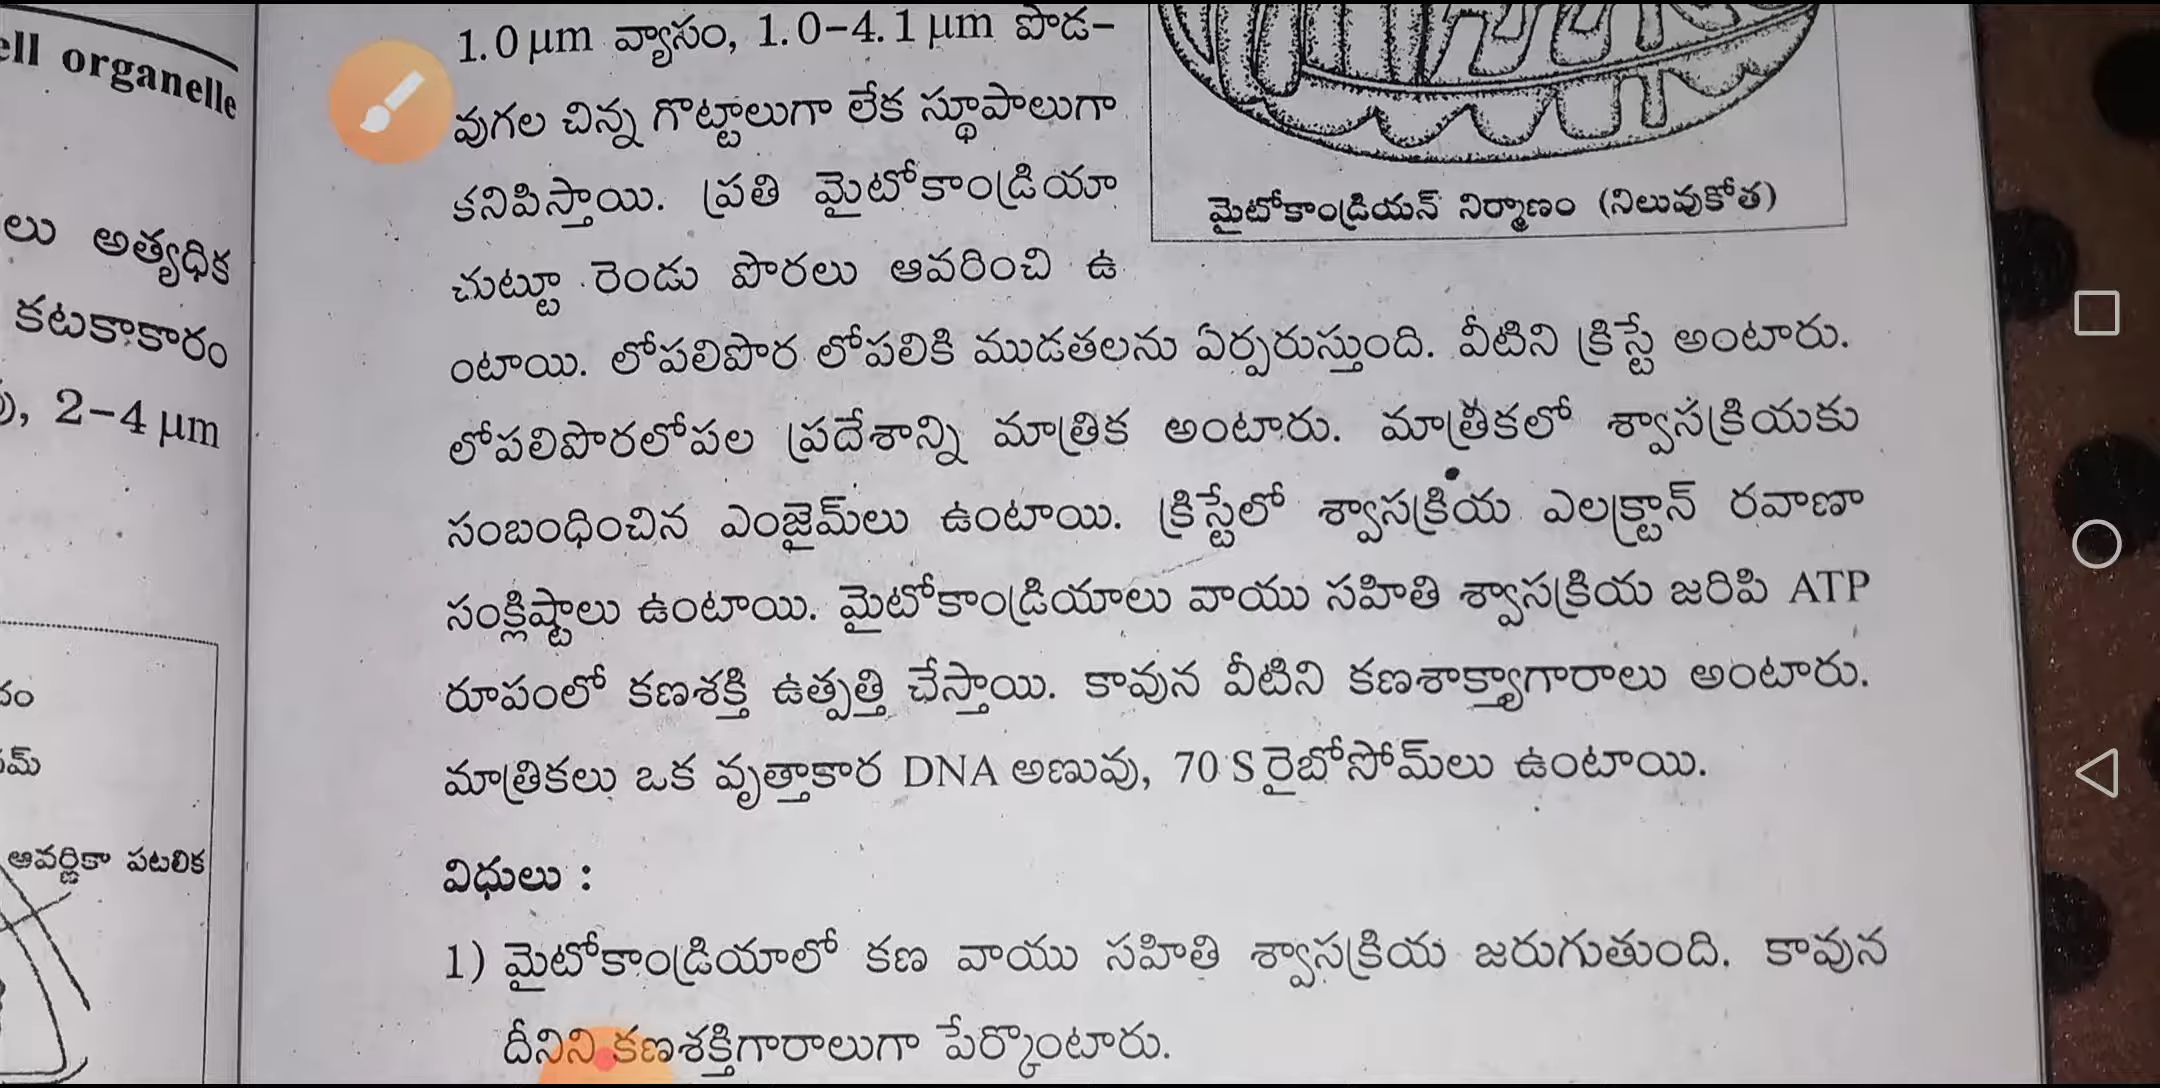 ell organelle
లు అత్యధిక
కటకాకారం
2-4 µm
ఆవర్ణికా పటలిక
1.0 µm వ్యాసం, 1.0-4.1 µm పొడ-
వుగల చిన్న గొట్టాలుగా లేక స్థూపాలుగా
కనిపిస్తాయి. ప్రతి మైటోకాండ్రియా
చుట్టూ రెండు పొరలు ఆవరించి ఉ
మైటోకాండ్రియన్ నిర్మాణం (నిలువుకోత)
ంటాయి. లోపలిపొర లోపలికి ముడతలను ఏర్పరుస్తుంది. వీటిని క్రిస్టే అంటారు.
లోపలిపొరలోపల ప్రదేశాన్ని మాత్రిక అంటారు. మాత్రికలో శ్వాసక్రియకు
సంబంధించిన ఎంజైమ్‌లు ఉంటాయి. క్రిస్టేలో శ్వాసక్రియ ఎలక్ట్రాన్ రవాణా
సంక్లిష్టాలు ఉంటాయి. మైటోకాండ్రియాలు వాయు సహితి శ్వాసక్రియ జరిపి ATP
రూపంలో కణశక్తి ఉత్పత్తి చేస్తాయి. కావున వీటిని కణశాక్త్యాగారాలు అంటారు.
మాత్రికలు ఒక వృత్తాకార DNA అణువు, 70 S రైబోసోమ్‌లు ఉంటాయి.
విధులు :
1) మైటోకాండ్రియాలో కణ వాయు సహితి శ్వాసక్రియ జరుగుతుంది. కావున
దీనిని కణశక్తిగారాలుగా పేర్కొంటారు.